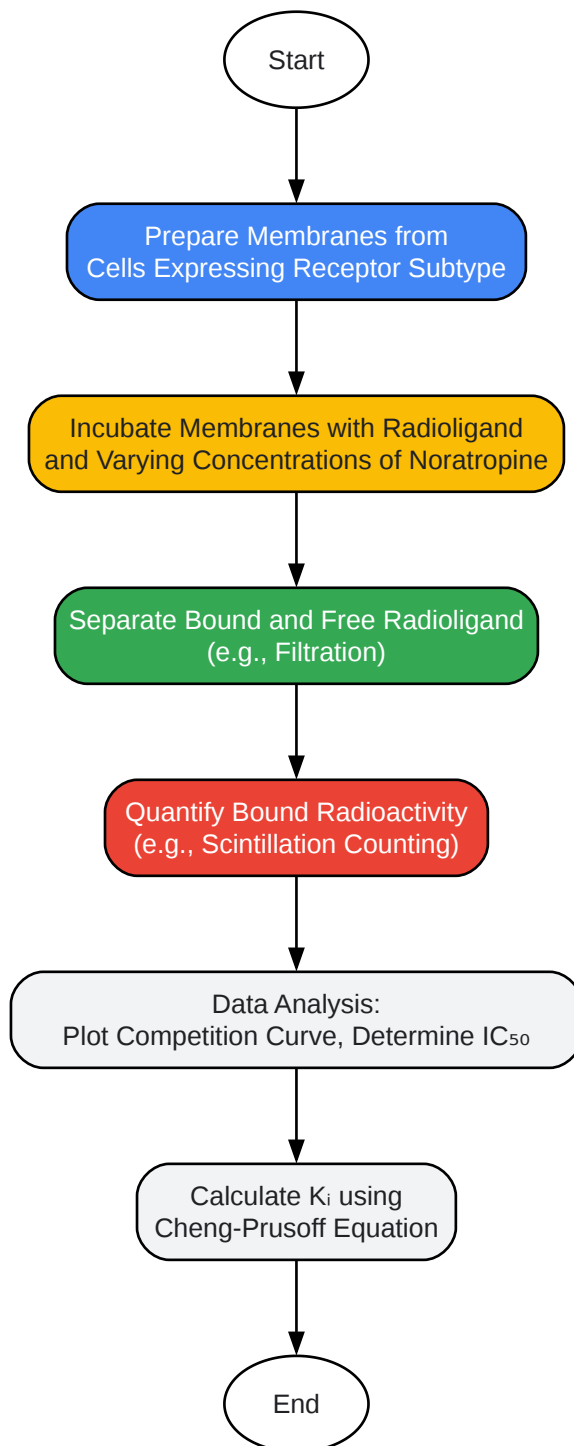 Start
Prepare Membranes from
Cells Expressing Receptor Subtype
Incubate Membranes with Radioligand
and Varying Concentrations of Noratropine
Separate Bound and Free Radioligand
(e.g., Filtration)
Quantify Bound Radioactivity
(e.g., Scintillation Counting)
Data Analysis:
Plot Competition Curve, Determine IC₅₀
Calculate Kᵢ using
Cheng-Prusoff Equation
End